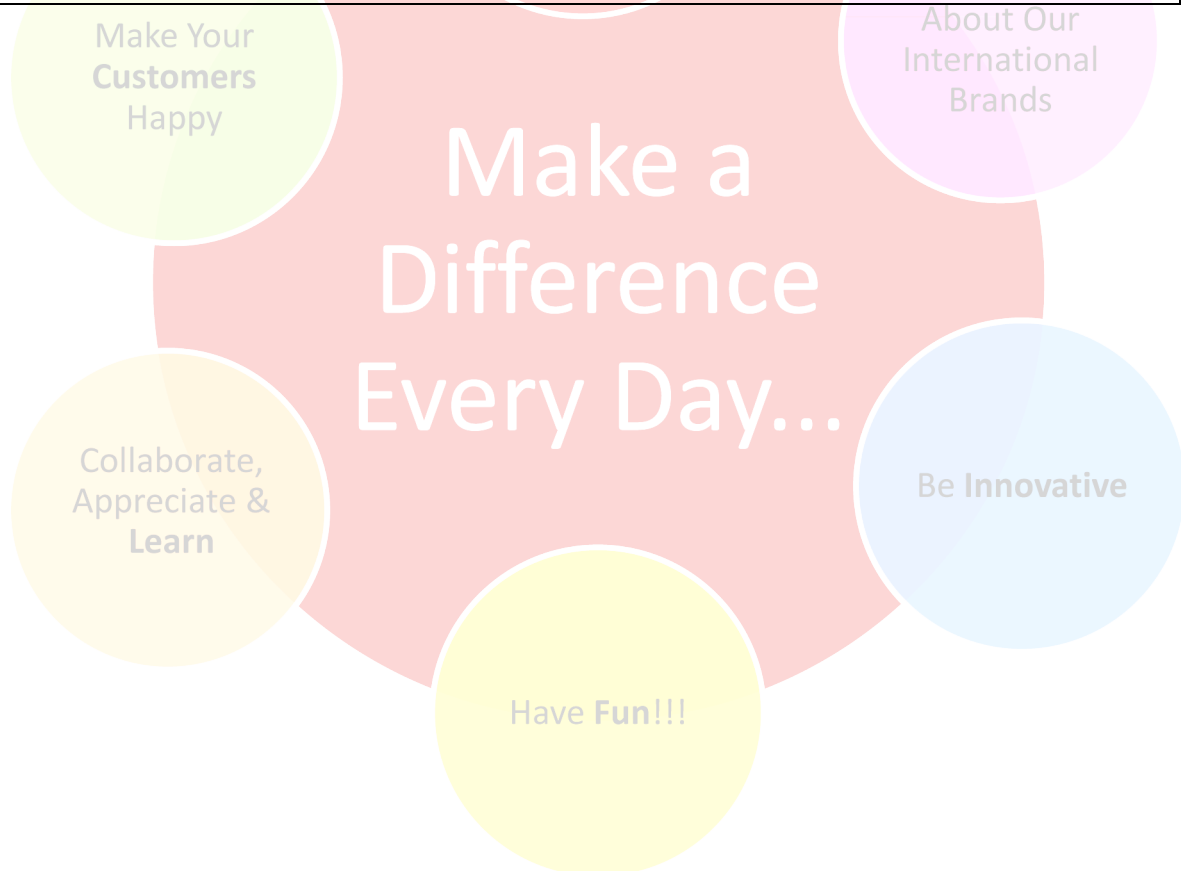 Make Your
Customers
Happy
About Our
International
Brands
Make a
Difference
Every Day...
Collaborate,
Appreciate &
Learn
Be Innovative
Have Fun!!!